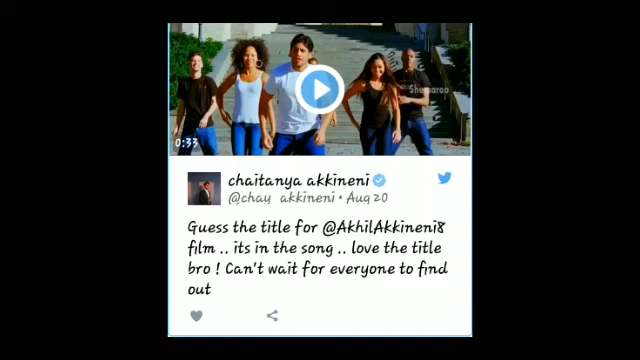 Shemaroo
0:33
chaitanya akkineni
@chay_akkineni • Aug 20
Guess the title for @AkhilAkkineni8
film .. its in the song .. love the title
bro ! Can't wait for everyone to find
out